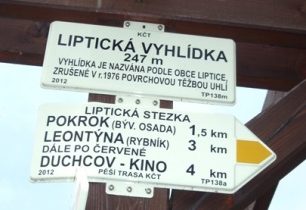 KČT
LIPTICKÁ VYHLÍDKA
247 m
VYHLÍDKA JE NAZVÁNA PODLE OBCE LIPTICE,
ZRUŠENÉ V r.1976 POVRCHOVOU TĚŽBOU UHLÍ
2012 TP138m
LIPTICKÁ STEZKA
POKROK (BÝV. OSADA) 1,5 km
LEONTÝNA (RYBNÍK) 3 km
DÁLE PO ČERVENÉ
DUCHCOV - KINO 4 km
2012 PĚŠÍ TRASA KČT TP138a